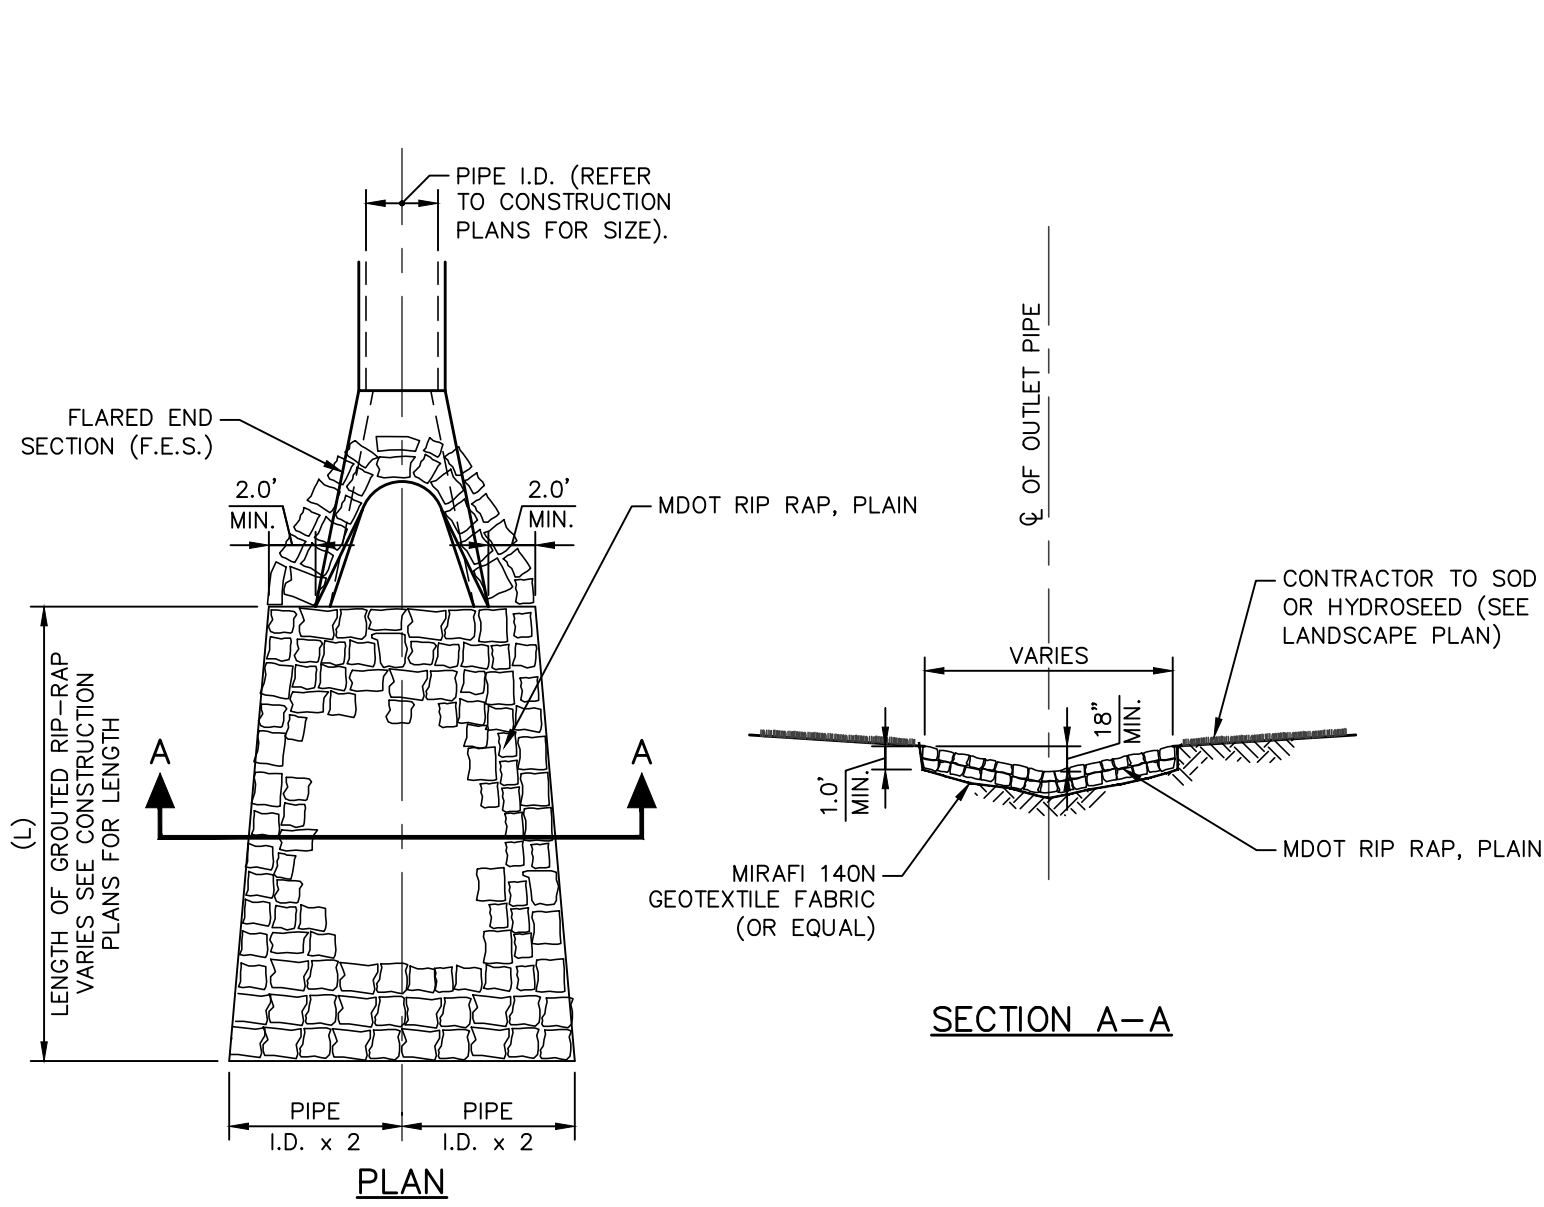 PIPE I.D. (REFER
TO CONSTRUCTION
PLANS FOR SIZE).
FLARED END
SECTION (F.E.S.)
2.0'
MIN.
2.0'
MIN.
MDOT RIP RAP, PLAIN
A
A
(L)
LENGTH OF GROUTED RIP-RAP
VARIES SEE CONSTRUCTION
PLANS FOR LENGTH
PIPE
I.D. x 2
PIPE
I.D. x 2
PLAN
℄ OF OUTLET PIPE
CONTRACTOR TO SOD
OR HYDROSEED (SEE
LANDSCAPE PLAN)
VARIES
18"
MIN.
1.0'
MIN.
MDOT RIP RAP, PLAIN
MIRAFI 140N
GEOTEXTILE FABRIC
(OR EQUAL)
SECTION A-A